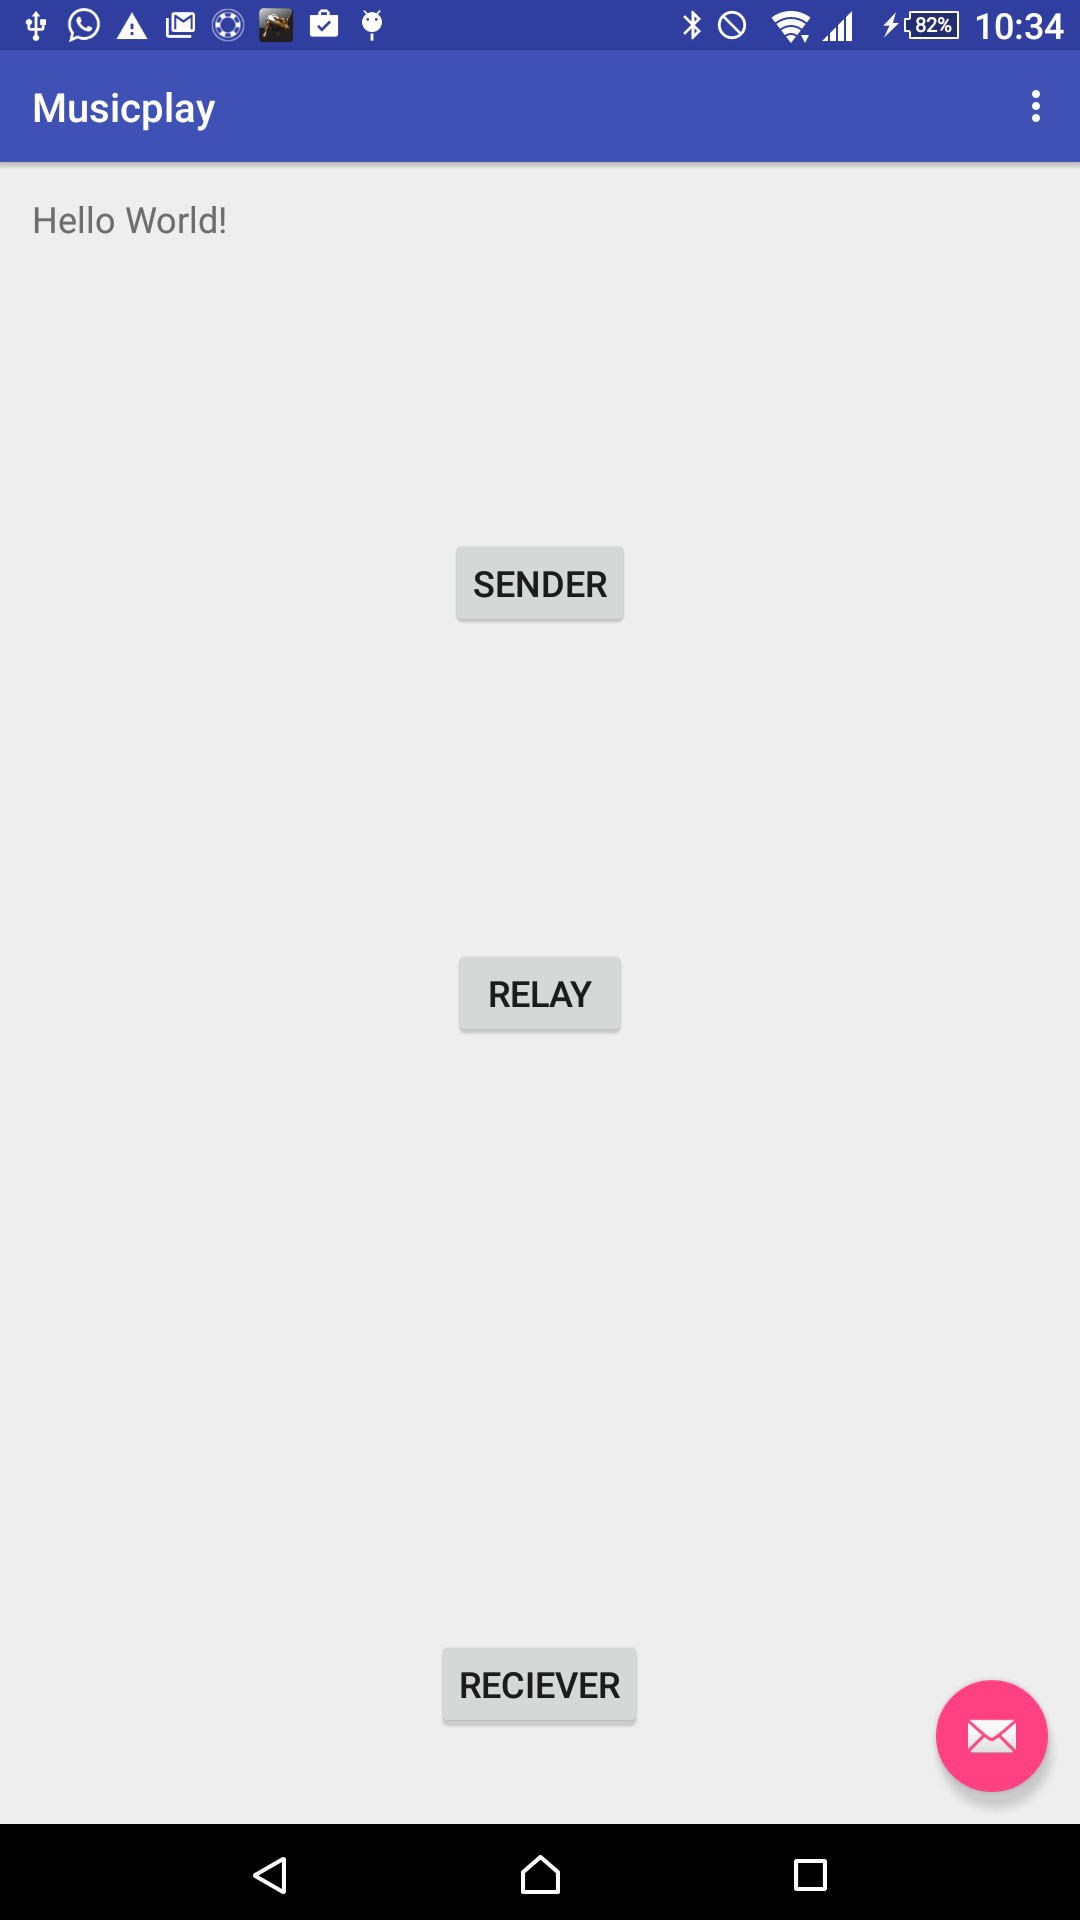 82% 10:34
Musicplay
Hello World!
SENDER
RELAY
RECIEVER